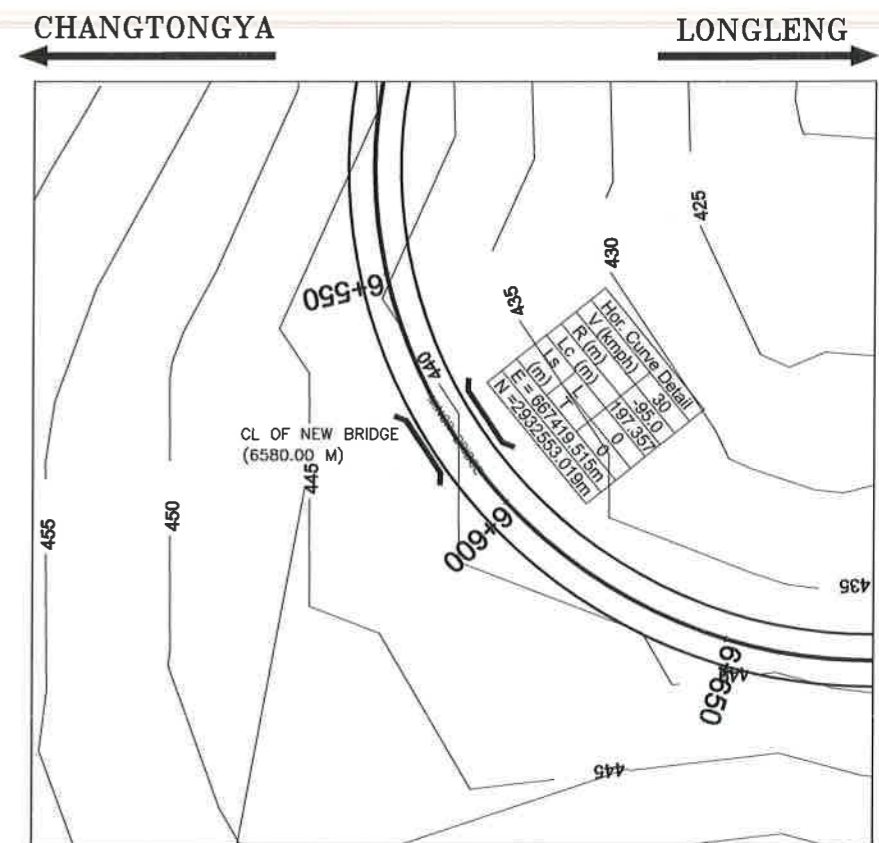 CHANGTONGYA
LONGLENG
425
430
435
6+550
Hor. Curve Detail
V (kmph) 30
R (m) -95.0
Lc (m) 197.357
Ls (m) L 0
T 0
E = 667419.515m
N =2932553.019m
440
CL OF NEW BRIDGE
(6580.00 M)
445
455
450
6+600
435
6+650
445